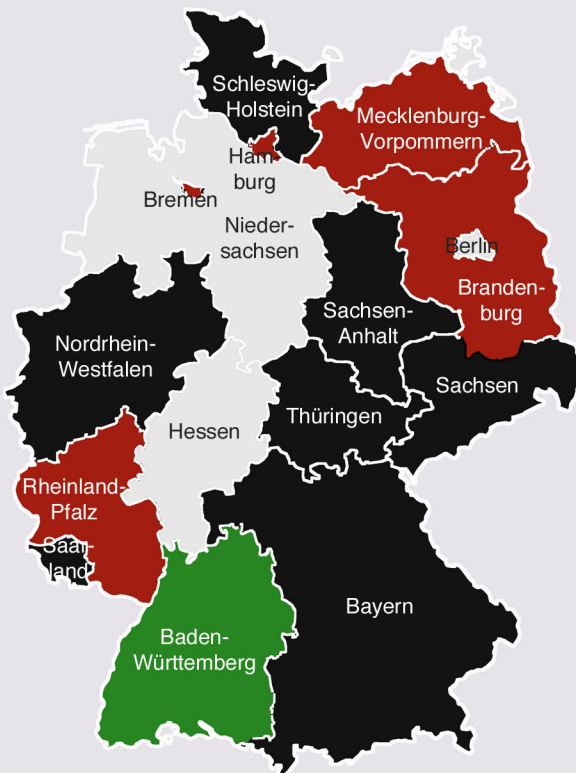 Schleswig-
Holstein
Mecklenburg-
Vorpommern
Ham
burg
Bremen
Nieder-
sachsen
Berlin
Branden-
burg
Sachsen-
Anhalt
Nordrhein-
Westfalen
Sachsen
Thüringen
Hessen
Rheinland-
Pfalz
Saar-
land
Bayern
Baden-
Württemberg